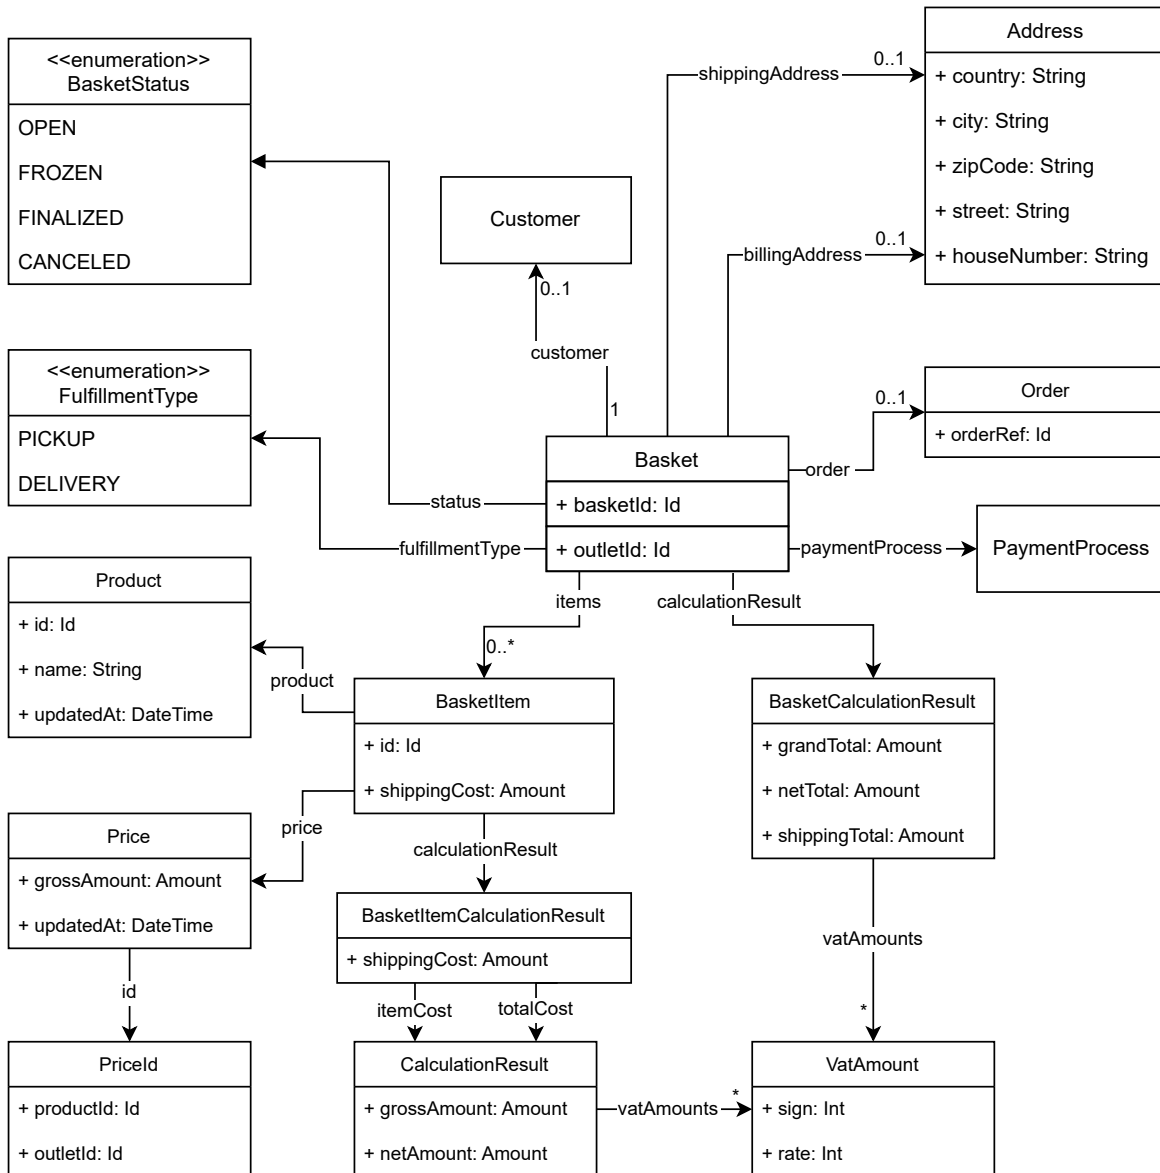 <<enumeration>>
BasketStatus
OPEN
FROZEN
FINALIZED
CANCELED
Customer
0..1
customer
1
shippingAddress
0..1
billingAddress
0..1
Address
+ country: String
+ city: String
+ zipCode: String
+ street: String
+ houseNumber: String
<<enumeration>>
FulfillmentType
PICKUP
DELIVERY
status
fulfillmentType
Basket
+ basketId: Id
+ outletId: Id
order
0..1
Order
+ orderRef: Id
paymentProcess
PaymentProcess
items
0..*
calculationResult
Product
+ id: Id
+ name: String
+ updatedAt: DateTime
product
BasketItem
+ id: Id
+ shippingCost: Amount
BasketCalculationResult
+ grandTotal: Amount
+ netTotal: Amount
+ shippingTotal: Amount
price
Price
+ grossAmount: Amount
+ updatedAt: DateTime
calculationResult
BasketItemCalculationResult
+ shippingCost: Amount
vatAmounts
*
id
itemCost
totalCost
PriceId
+ productId: Id
+ outletId: Id
CalculationResult
+ grossAmount: Amount
+ netAmount: Amount
vatAmounts
*
VatAmount
+ sign: Int
+ rate: Int